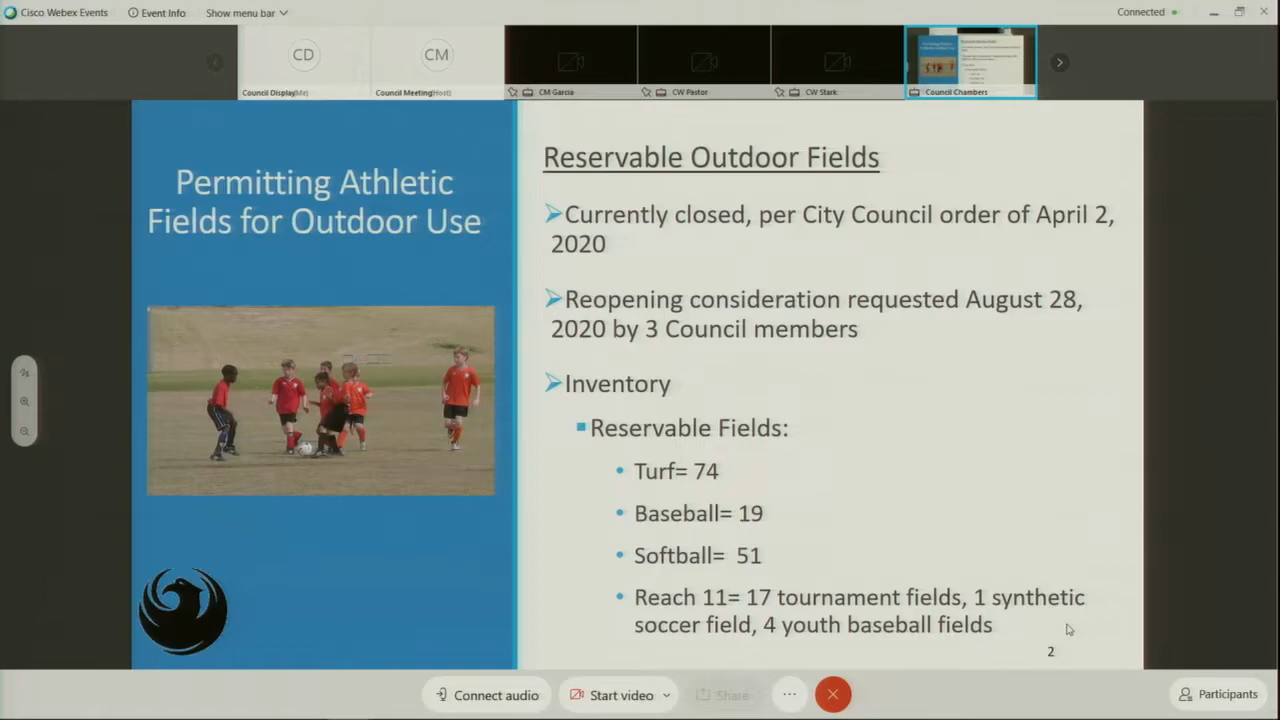 Cisco Webex Events
Event Info
Show menu bar
Connected
CD
CM
Council Display(Me)
Council Meeting(Host)
CM Garcia
CW Pastor
CW Stark
Council Chambers
Permitting Athletic
Fields for Outdoor Use
Reservable Outdoor Fields
Currently closed, per City Council order of April 2,
2020
Reopening consideration requested August 28,
2020 by 3 Council members
Inventory
Reservable Fields:
Turf= 74
Baseball= 19
Softball= 51
Reach 11= 17 tournament fields, 1 synthetic
soccer field, 4 youth baseball fields
2
Connect audio
Start video
Share
Participants